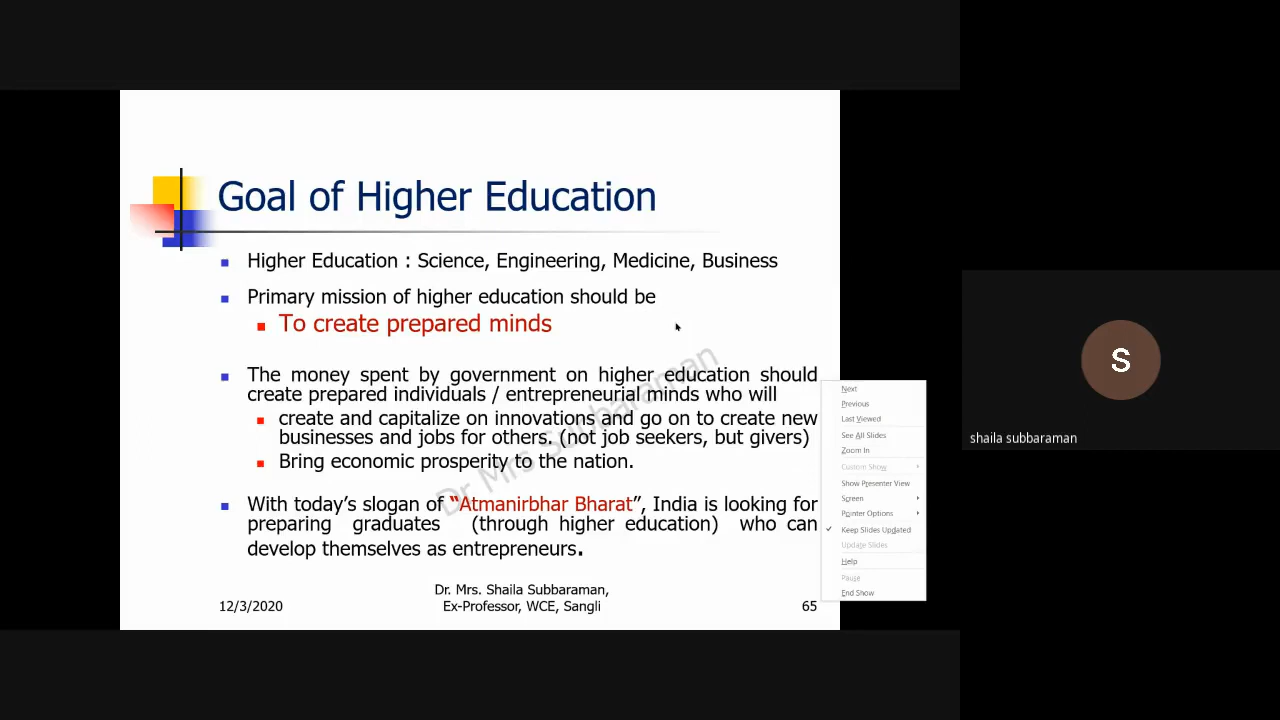 Goal of Higher Education
Higher Education : Science, Engineering, Medicine, Business
Primary mission of higher education should be
To create prepared minds
The money spent by government on higher education should
create prepared individuals / entrepreneurial minds who will
create and capitalize on innovations and go on to create new
businesses and jobs for others. (not job seekers, but givers)
Bring economic prosperity to the nation.
With today's slogan of “Atmanirbhar Bharat”, India is looking for
preparing graduates (through higher education) who can
develop themselves as entrepreneurs.
Dr Mrs Shaila Subbaraman
12/3/2020
Dr. Mrs. Shaila Subbaraman,
Ex-Professor, WCE, Sangli
65
Next
Previous
Last Viewed
See All Slides
Zoom In
Custom Show
Show Presenter View
Screen
Pointer Options
Keep Slides Updated
Update Slides
Help
Pause
End Show
S
shaila subbaraman